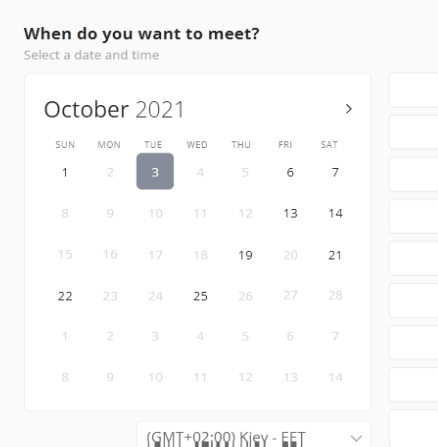 When do you want to meet?
Select a date and time
October 2021
SUN MON TUE WED THU FRI SAT
1 2 3 4 5 6 7
8 9 10 11 12 13 14
15 16 17 18 19 20 21
22 23 24 25 26 27 28
1 2 3 4 5 6 7
8 9 10 11 12 13 14
(GMT+02:00) Kiev - EET